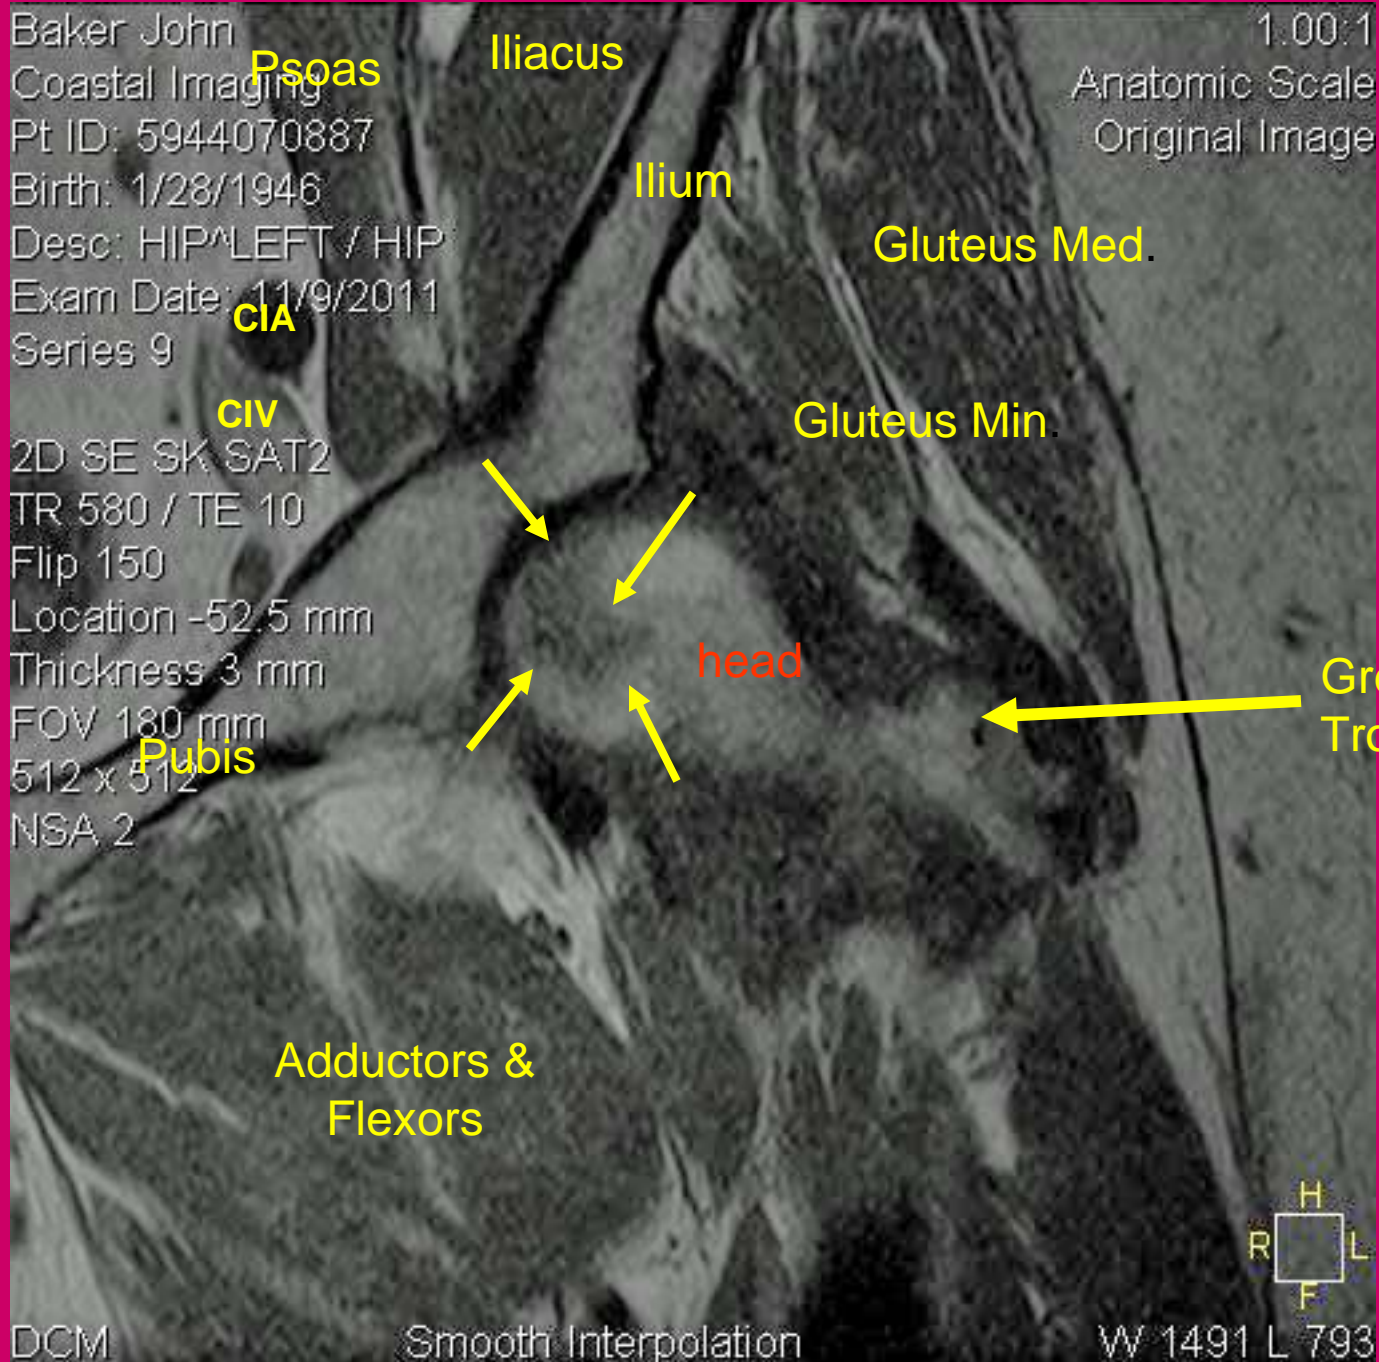 Baker John
Coastal Imaging
Pt ID: 5944070887
Birth: 1/28/1946
Desc: HIP^LEFT / HIP
Exam Date: 11/9/2011
Series 9
2D SE SK SAT2
TR 580 / TE 10
Flip 150
Location -52.5 mm
Thickness 3 mm
FOV 180 mm
512 x 512
NSA 2
1.00:1
Anatomic Scale
Original Image
Psoas
Iliacus
Ilium
Gluteus Med.
CIA
CIV
Gluteus Min.
head
Gre
Tro
Pubis
Adductors &
Flexors
H
R L
F
DCM
Smooth Interpolation
W 1491 L 793